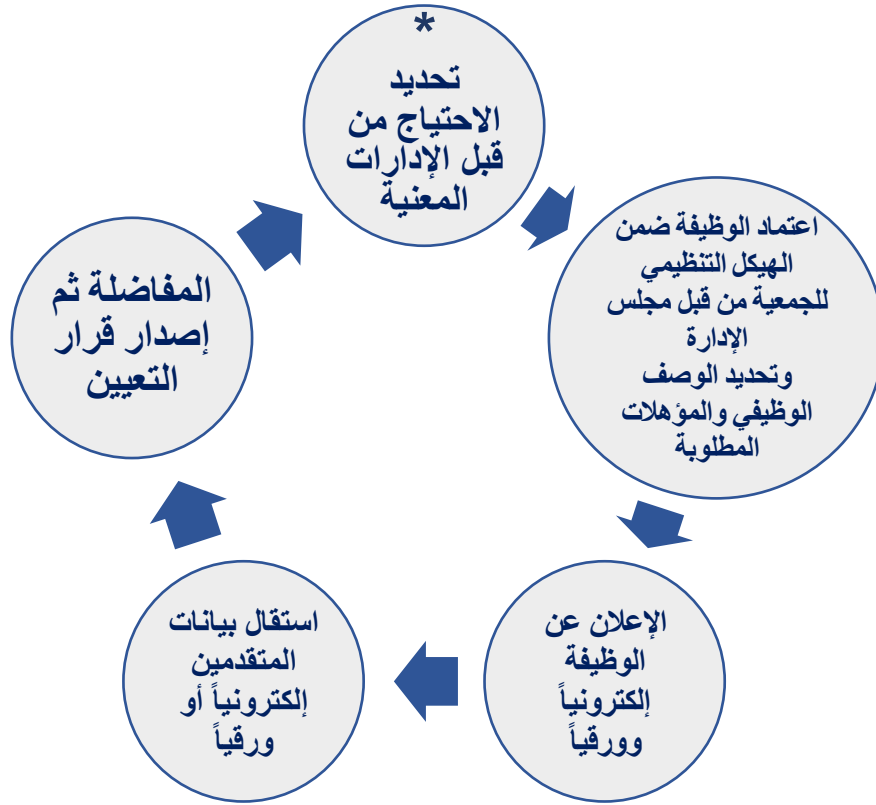 *
تحديد
الاحتياج من
قبل الإدارات
المعنية
اعتماد الوظيفة ضمن
الهيكل التنظيمي
للجمعية من قبل مجلس
الإدارة
وتحديد الوصف
الوظيفي والمؤهلات
المطلوبة
الإعلان عن
الوظيفة
إلكترونياً
وورقياً
استقال بيانات
المتقدمين
إلكترونياً أو
ورقياً
المفاضلة ثم
إصدار قرار
التعيين